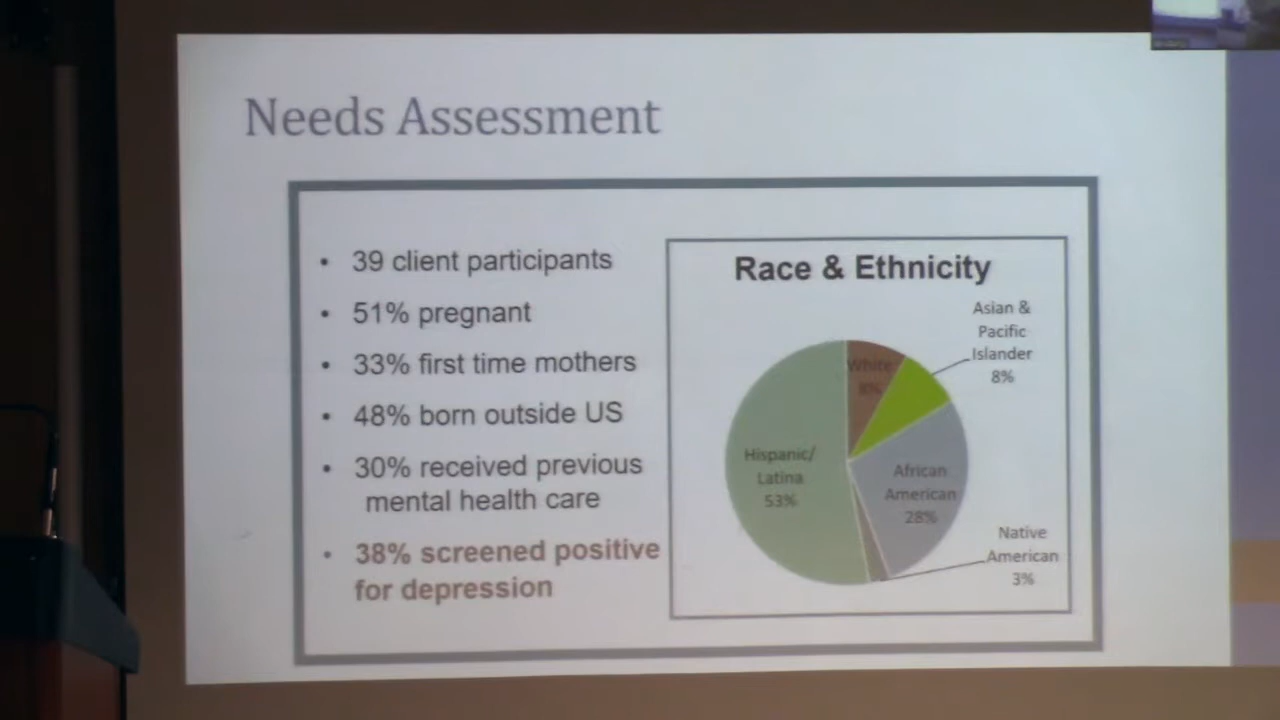 Needs Assessment
• 39 client participants
• 51% pregnant
• 33% first time mothers
• 48% born outside US
• 30% received previous
mental health care
• 38% screened positive
for depression
Race & Ethnicity
Asian &
Pacific
Islander
8%
White
8%
Hispanic/
Latina
53%
African
American
28%
Native
American
3%